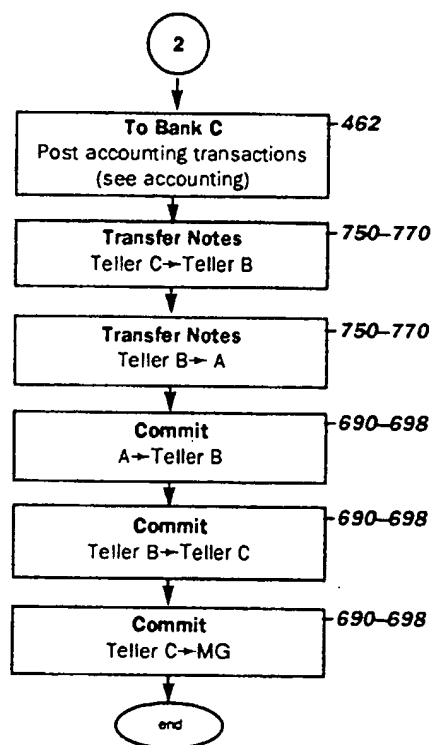 2
To Bank C -462
Post accounting transactions
(see accounting)
Transfer Notes -750-770
Teller C→Teller B
Transfer Notes -750-770
Teller B→ A
Commit -690-698
A→Teller B
Commit -690-698
Teller B→Teller C
Commit -690-698
Teller C→MG
end